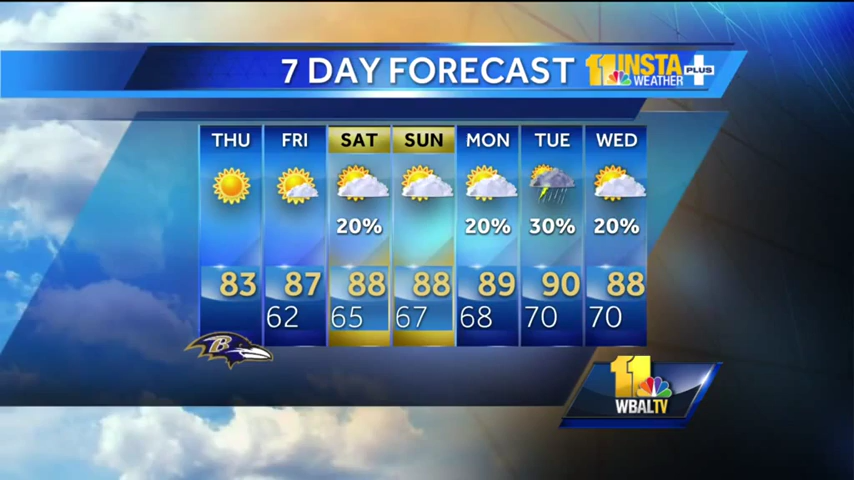 7 DAY FORECAST 11 INSTA
WEATHER PLUS
THU FRI SAT SUN MON TUE WED
20% 20% 30% 20%
83 87 88 88 89 90 88
62 65 67 68 70 70
B
11
WBALTV